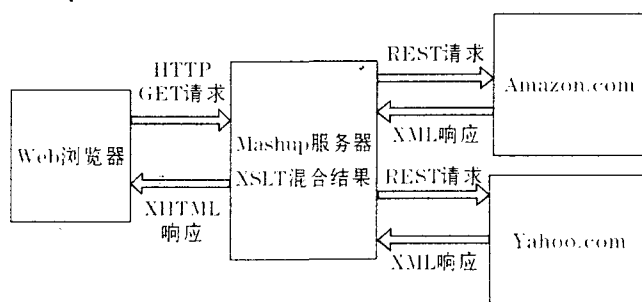 Web浏览器
HTTP
GET请求
XHTML
响应
Mashup服务器
XSLT混合结果
REST请求
XML响应
Amazon.com
REST请求
XML响应
Yahoo.com